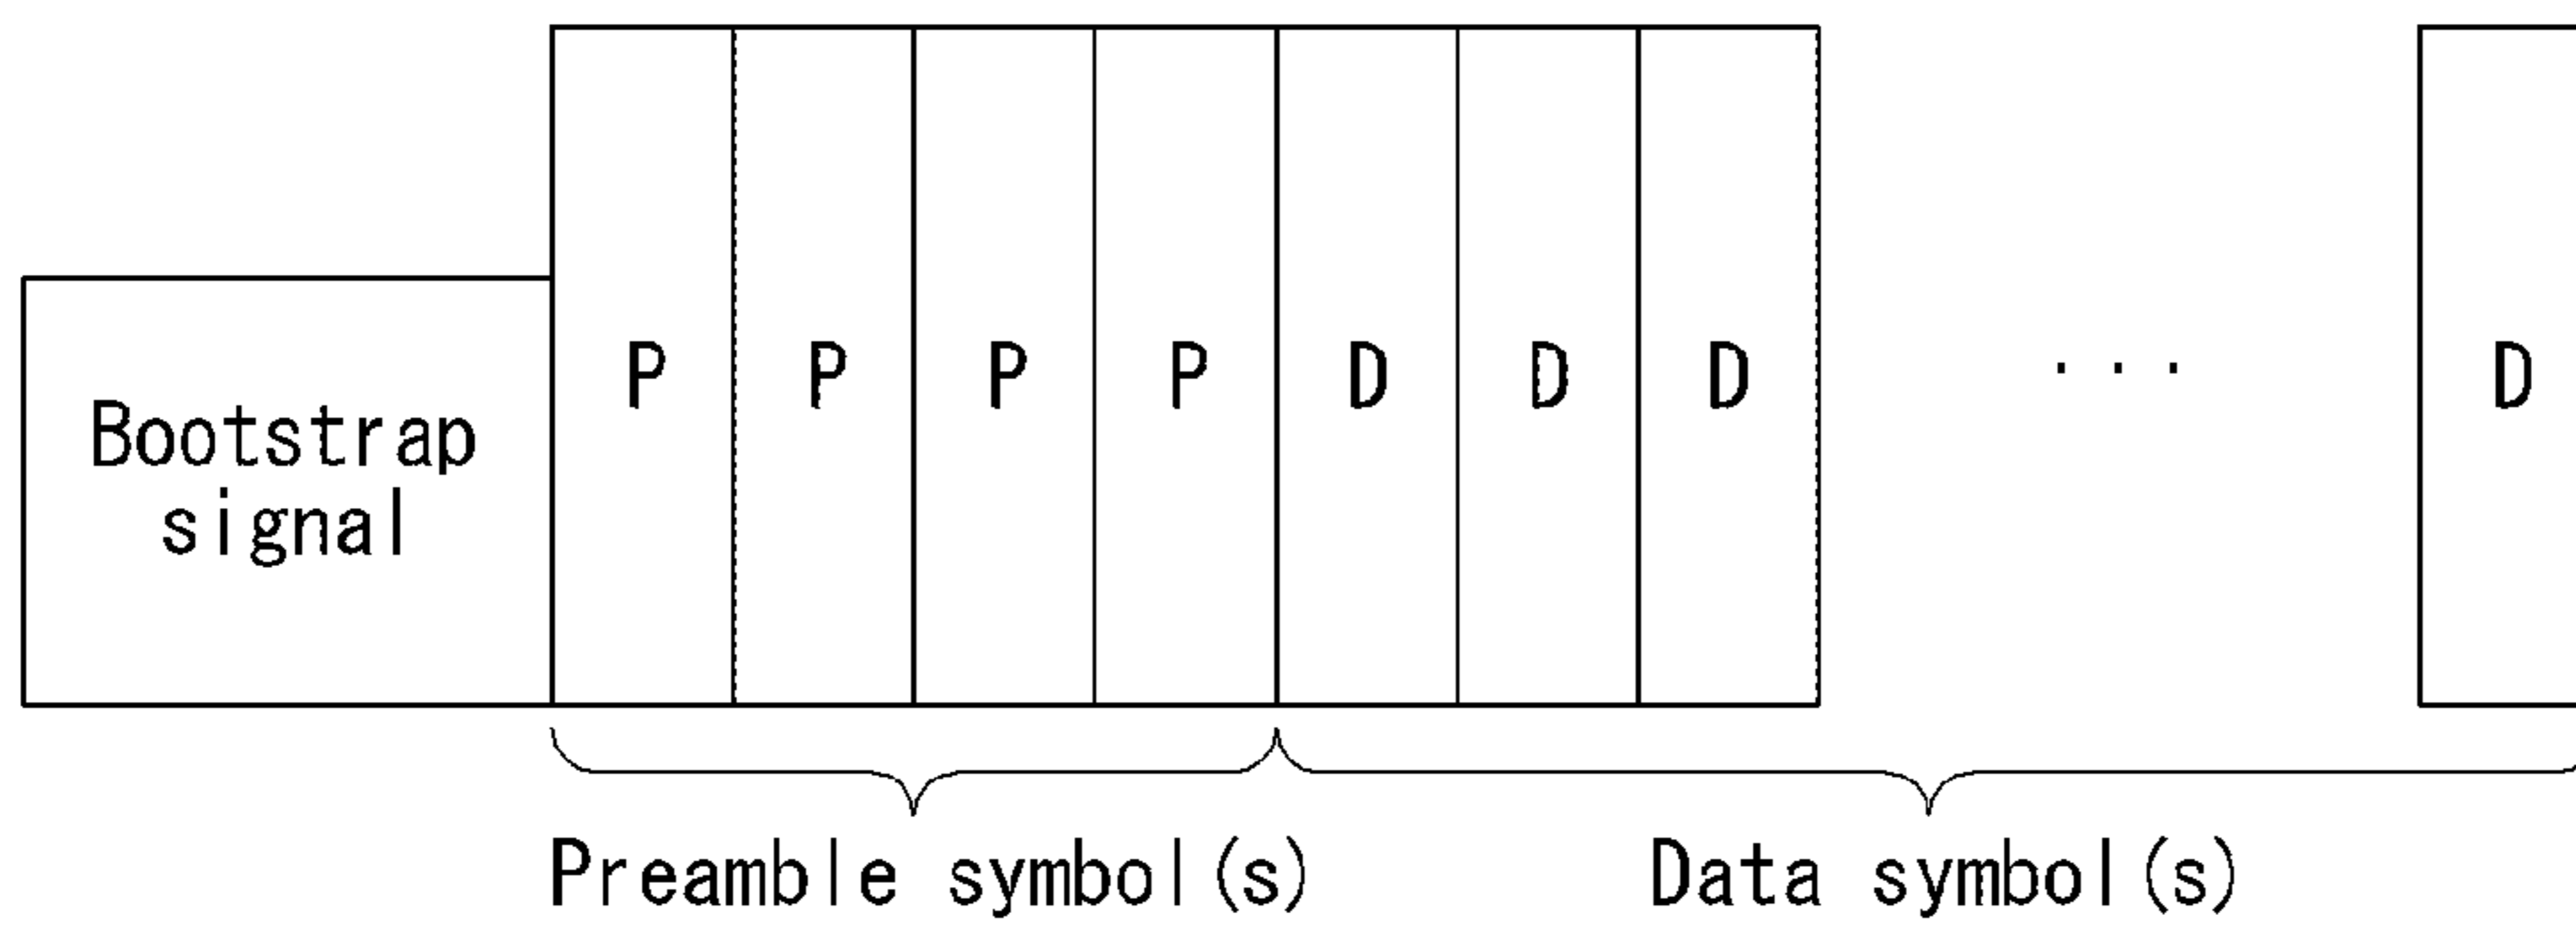 P P P P D D D ··· D
Bootstrap
signal
Preamble symbol(s) Data symbol(s)